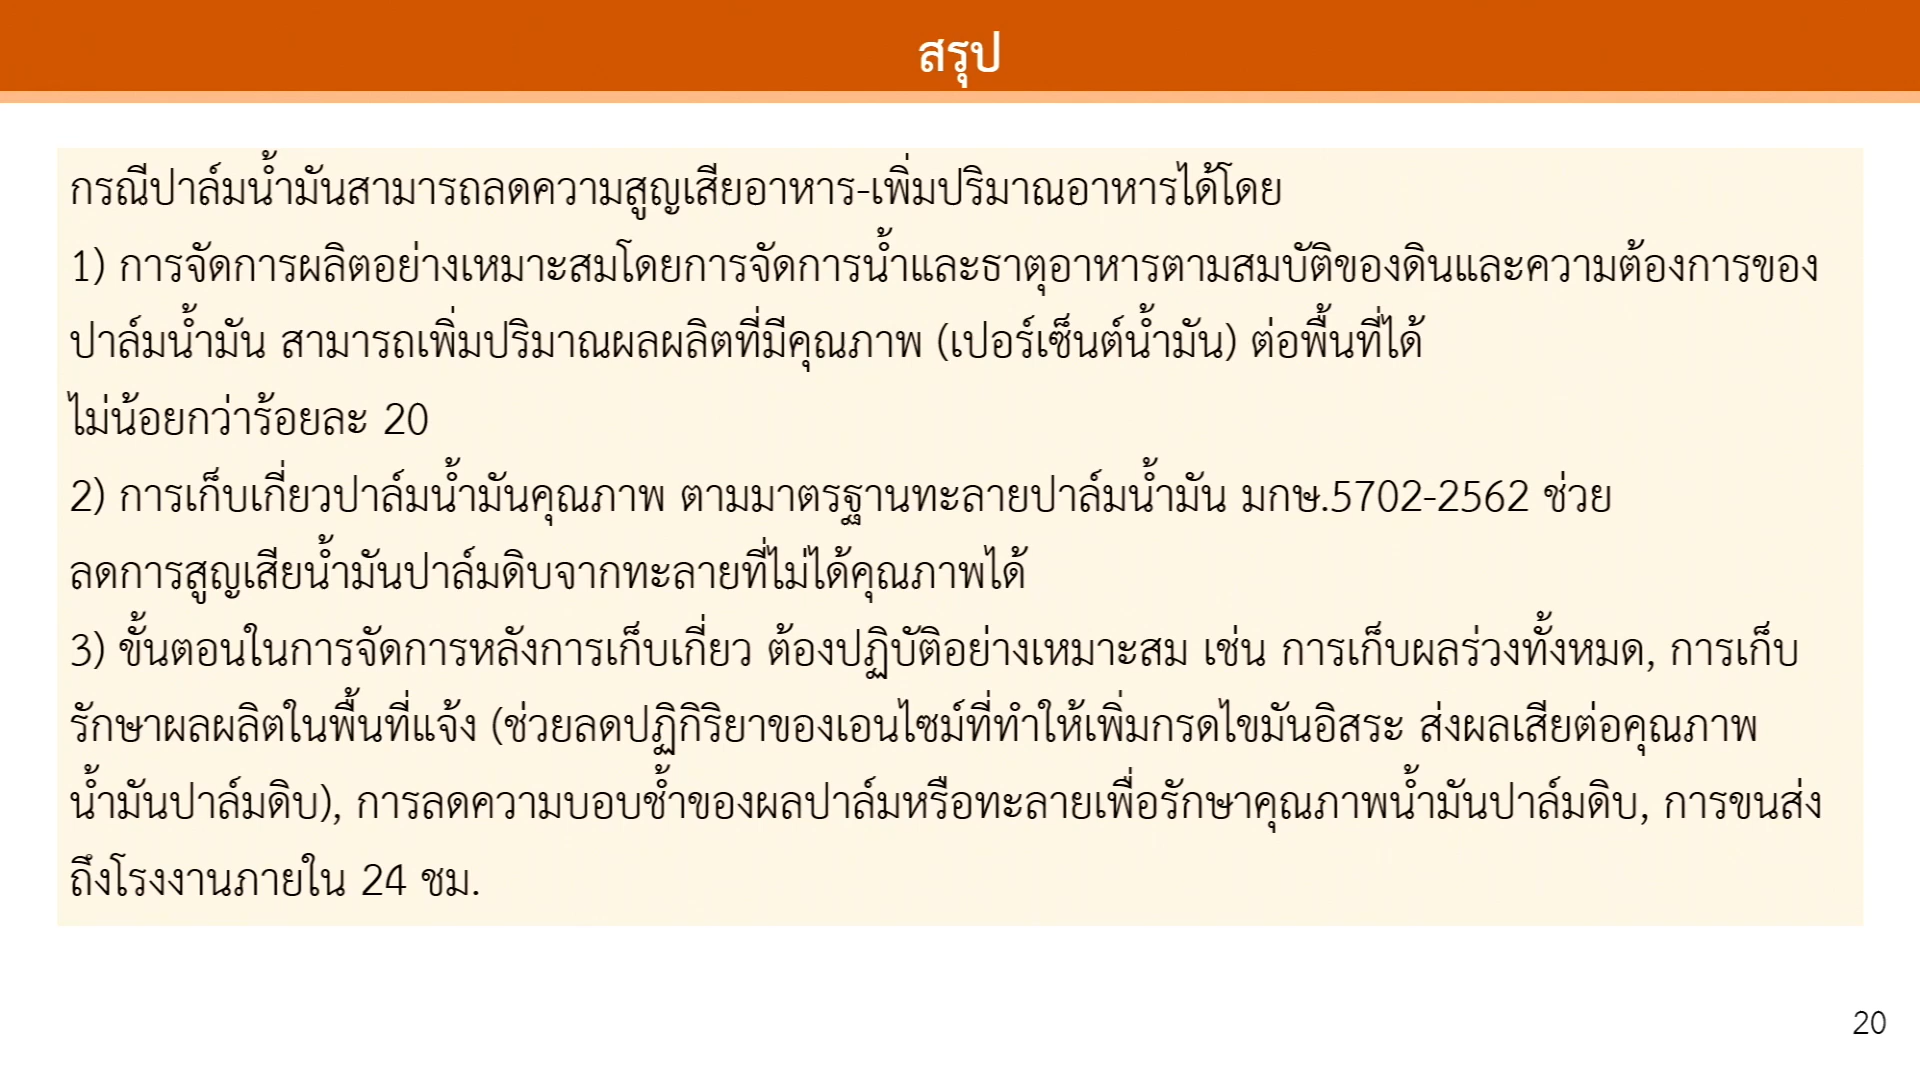 สรุป
กรณีปาล์มน้ำมันสามารถลดความสูญเสียอาหาร-เพิ่มปริมาณอาหารได้โดย
1) การจัดการผลิตอย่างเหมาะสมโดยการจัดการน้ำและธาตุอาหารตามสมบัติของดินและความต้องการของ
ปาล์มน้ำมัน สามารถเพิ่มปริมาณผลผลิตที่มีคุณภาพ (เปอร์เซ็นต์น้ำมัน) ต่อพื้นที่ได้
ไม่น้อยกว่าร้อยละ 20
2) การเก็บเกี่ยวปาล์มน้ำมันคุณภาพ ตามมาตรฐานทะลายปาล์มน้ำมัน มกษ.5702-2562 ช่วย
ลดการสูญเสียน้ำมันปาล์มดิบจากทะลายที่ไม่ได้คุณภาพได้
3) ขั้นตอนในการจัดการหลังการเก็บเกี่ยว ต้องปฏิบัติอย่างเหมาะสม เช่น การเก็บผลร่วงทั้งหมด, การเก็บ
รักษาผลผลิตในพื้นที่แจ้ง (ช่วยลดปฏิกิริยาของเอนไซม์ที่ทำให้เพิ่มกรดไขมันอิสระ ส่งผลเสียต่อคุณภาพ
น้ำมันปาล์มดิบ), การลดความบอบช้ำของผลปาล์มหรือทะลายเพื่อรักษาคุณภาพน้ำมันปาล์มดิบ, การขนส่ง
ถึงโรงงานภายใน 24 ชม.
20